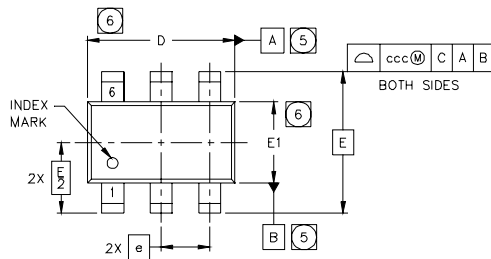 6
D
A 5
ccc Ⓜ C A B
BOTH SIDES
6
INDEX
MARK
E1
6
E
2X E/2
1
B 5
2X e